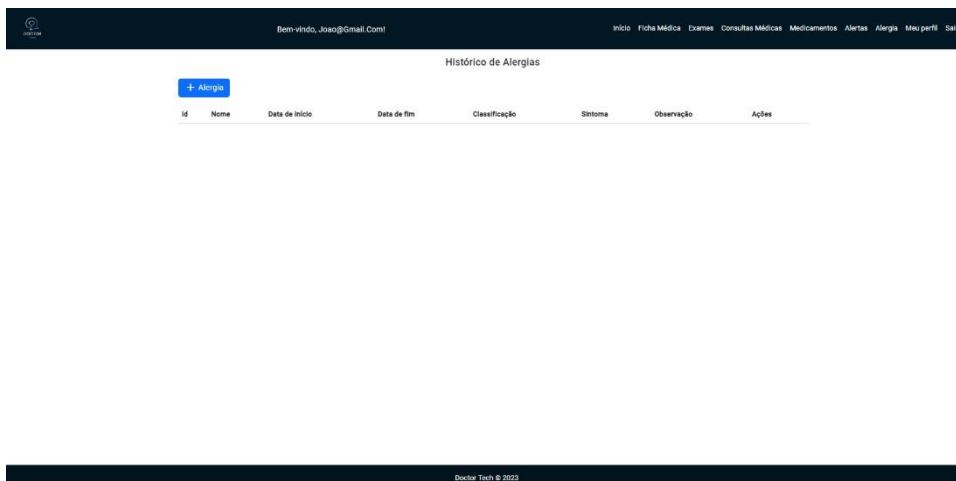 Bem-vindo, Joao@Gmail.Com!
Início Ficha Médica Exames Consultas Médicas Medicamentos Alertas Alergia Meu perfil Sai
Histórico de Alergias
+ Alergia
Id Nome Data de início Data de fim Classificação Sintoma Observação Ações
Doctor Tech © 2023